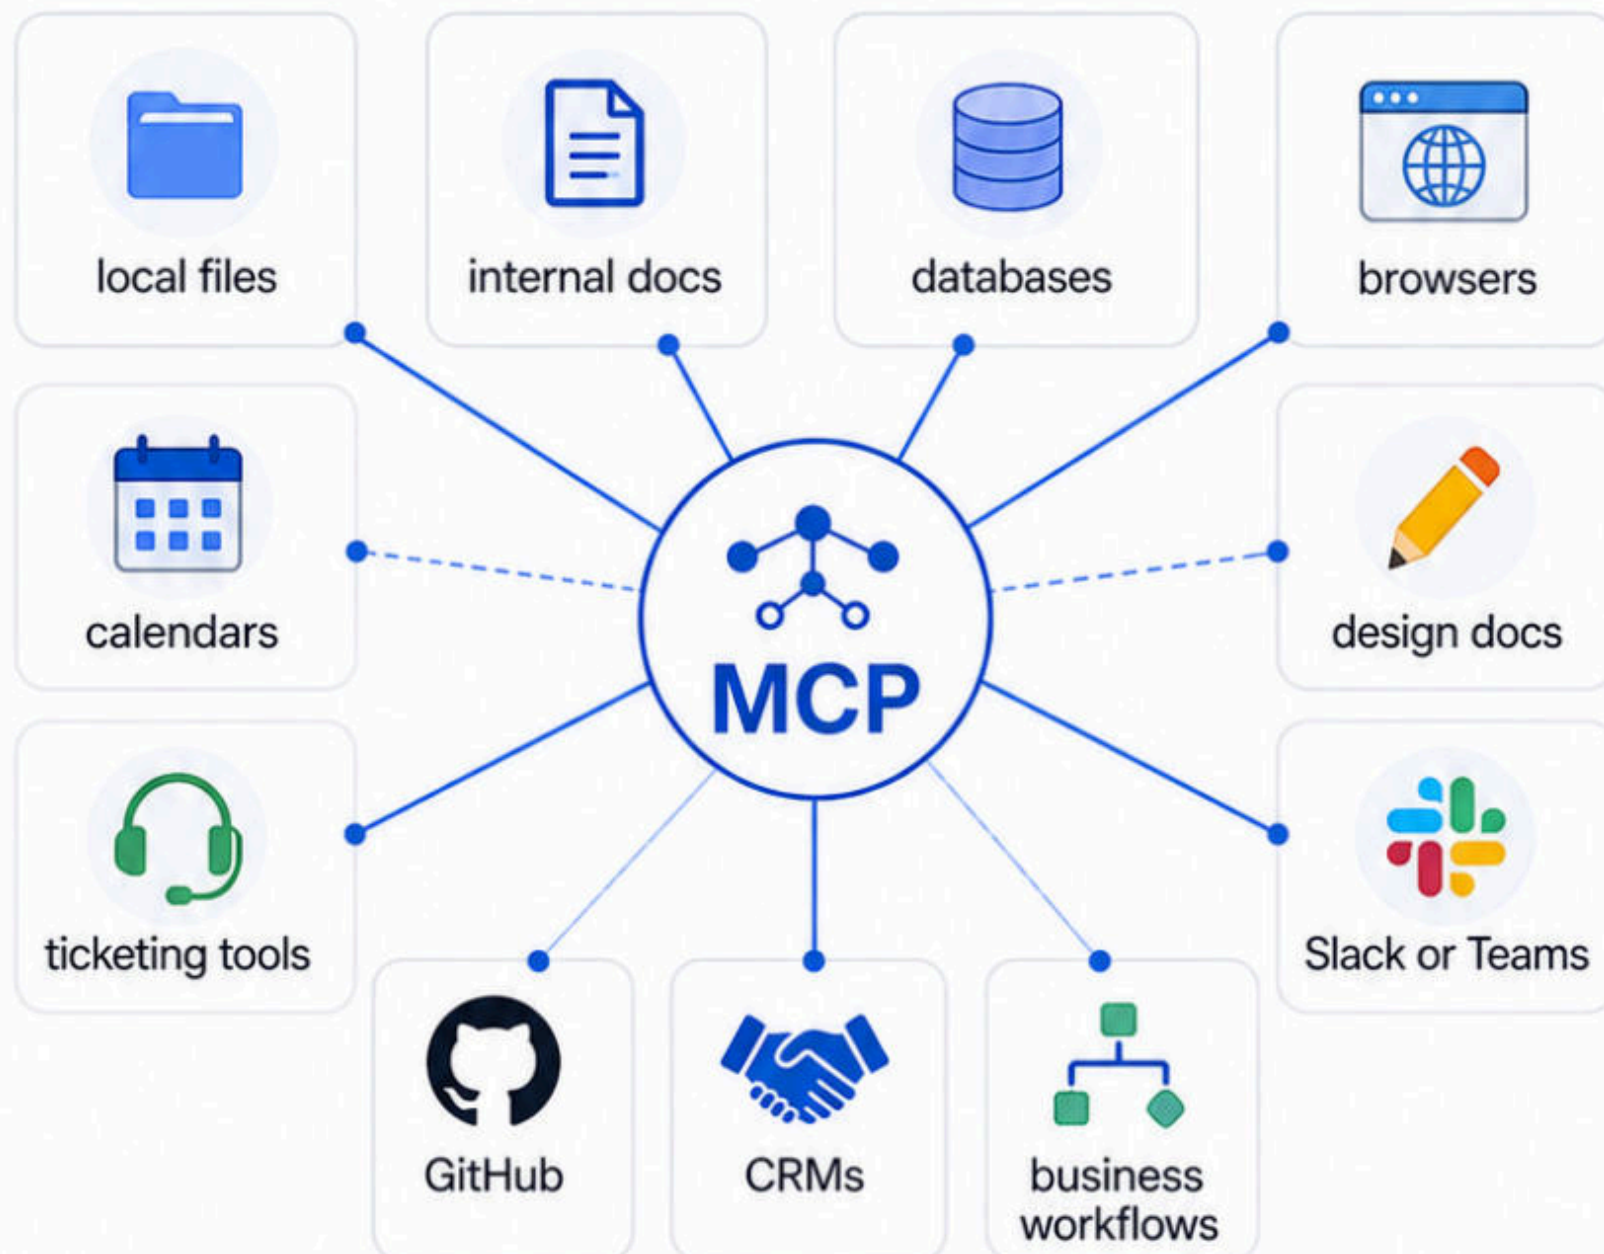 local files
internal docs
databases
browsers
calendars
design docs
MCP
ticketing tools
Slack or Teams
GitHub
CRMs
business
workflows